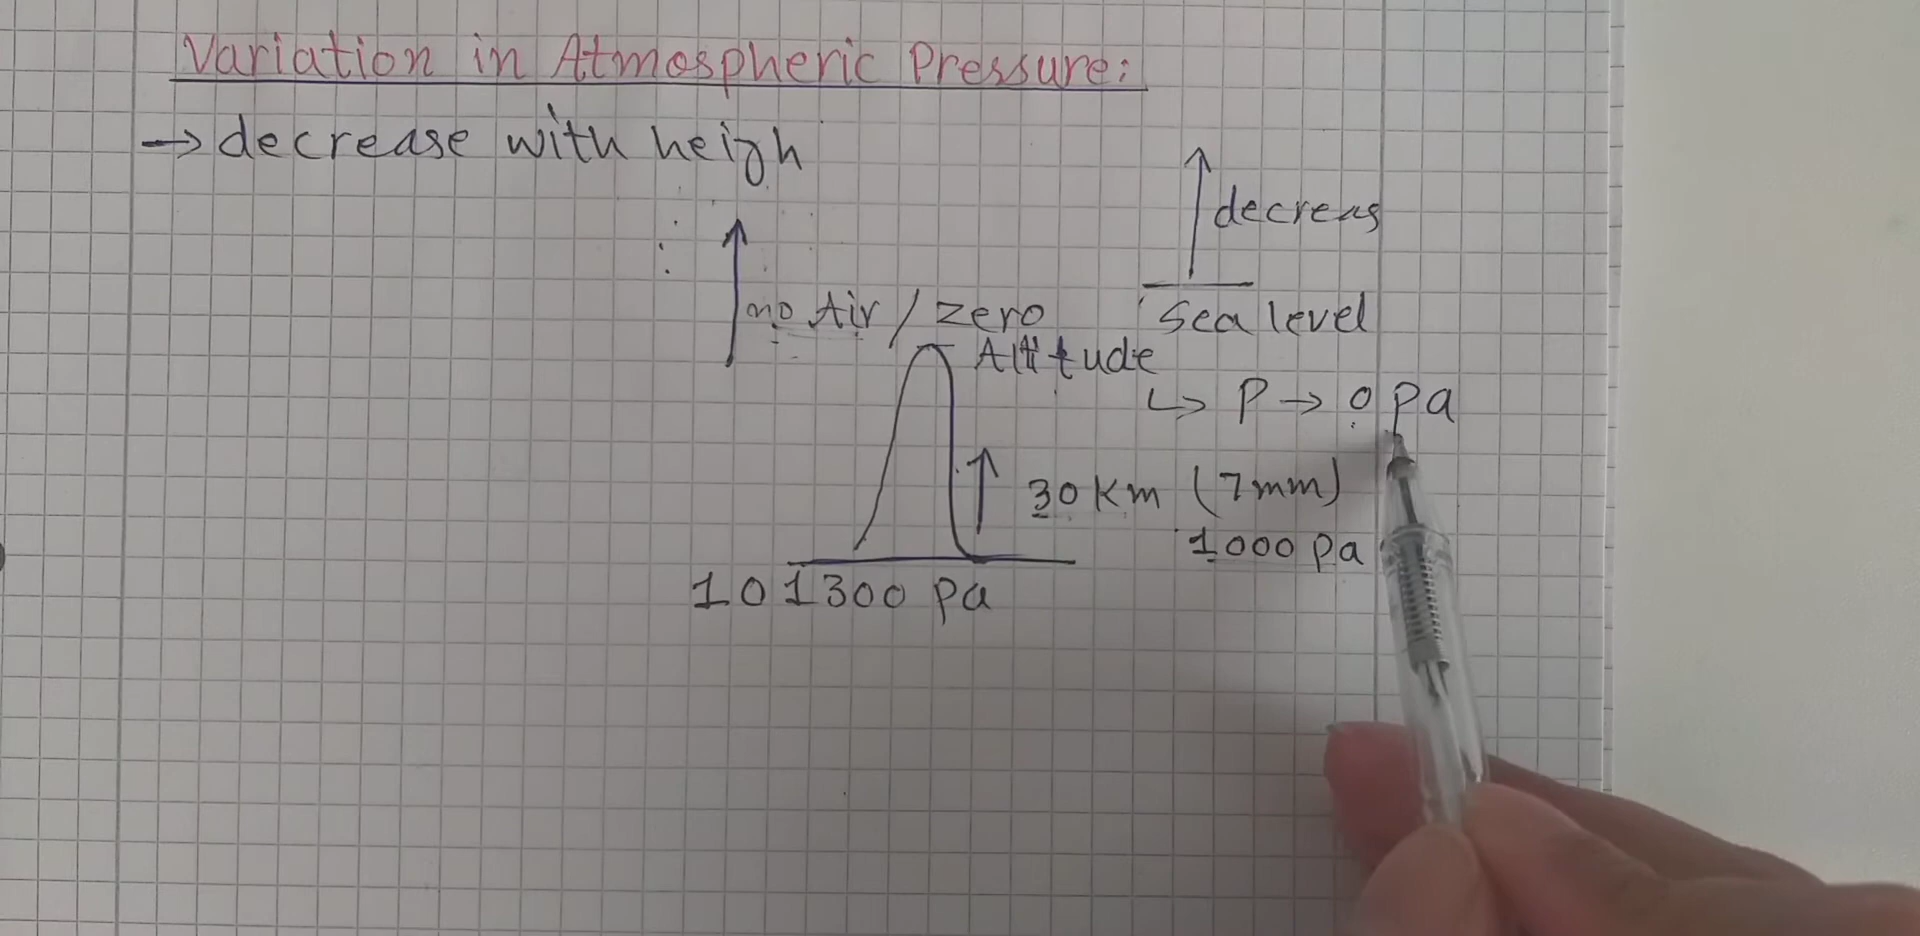 Variation in Atmospheric Pressure:
→ decrease with heigh
decreas
Sea level
no Air / zero
Altitude
↳ P → 0 Pa
30 Km (7mm)
1000 pa
101300 pa